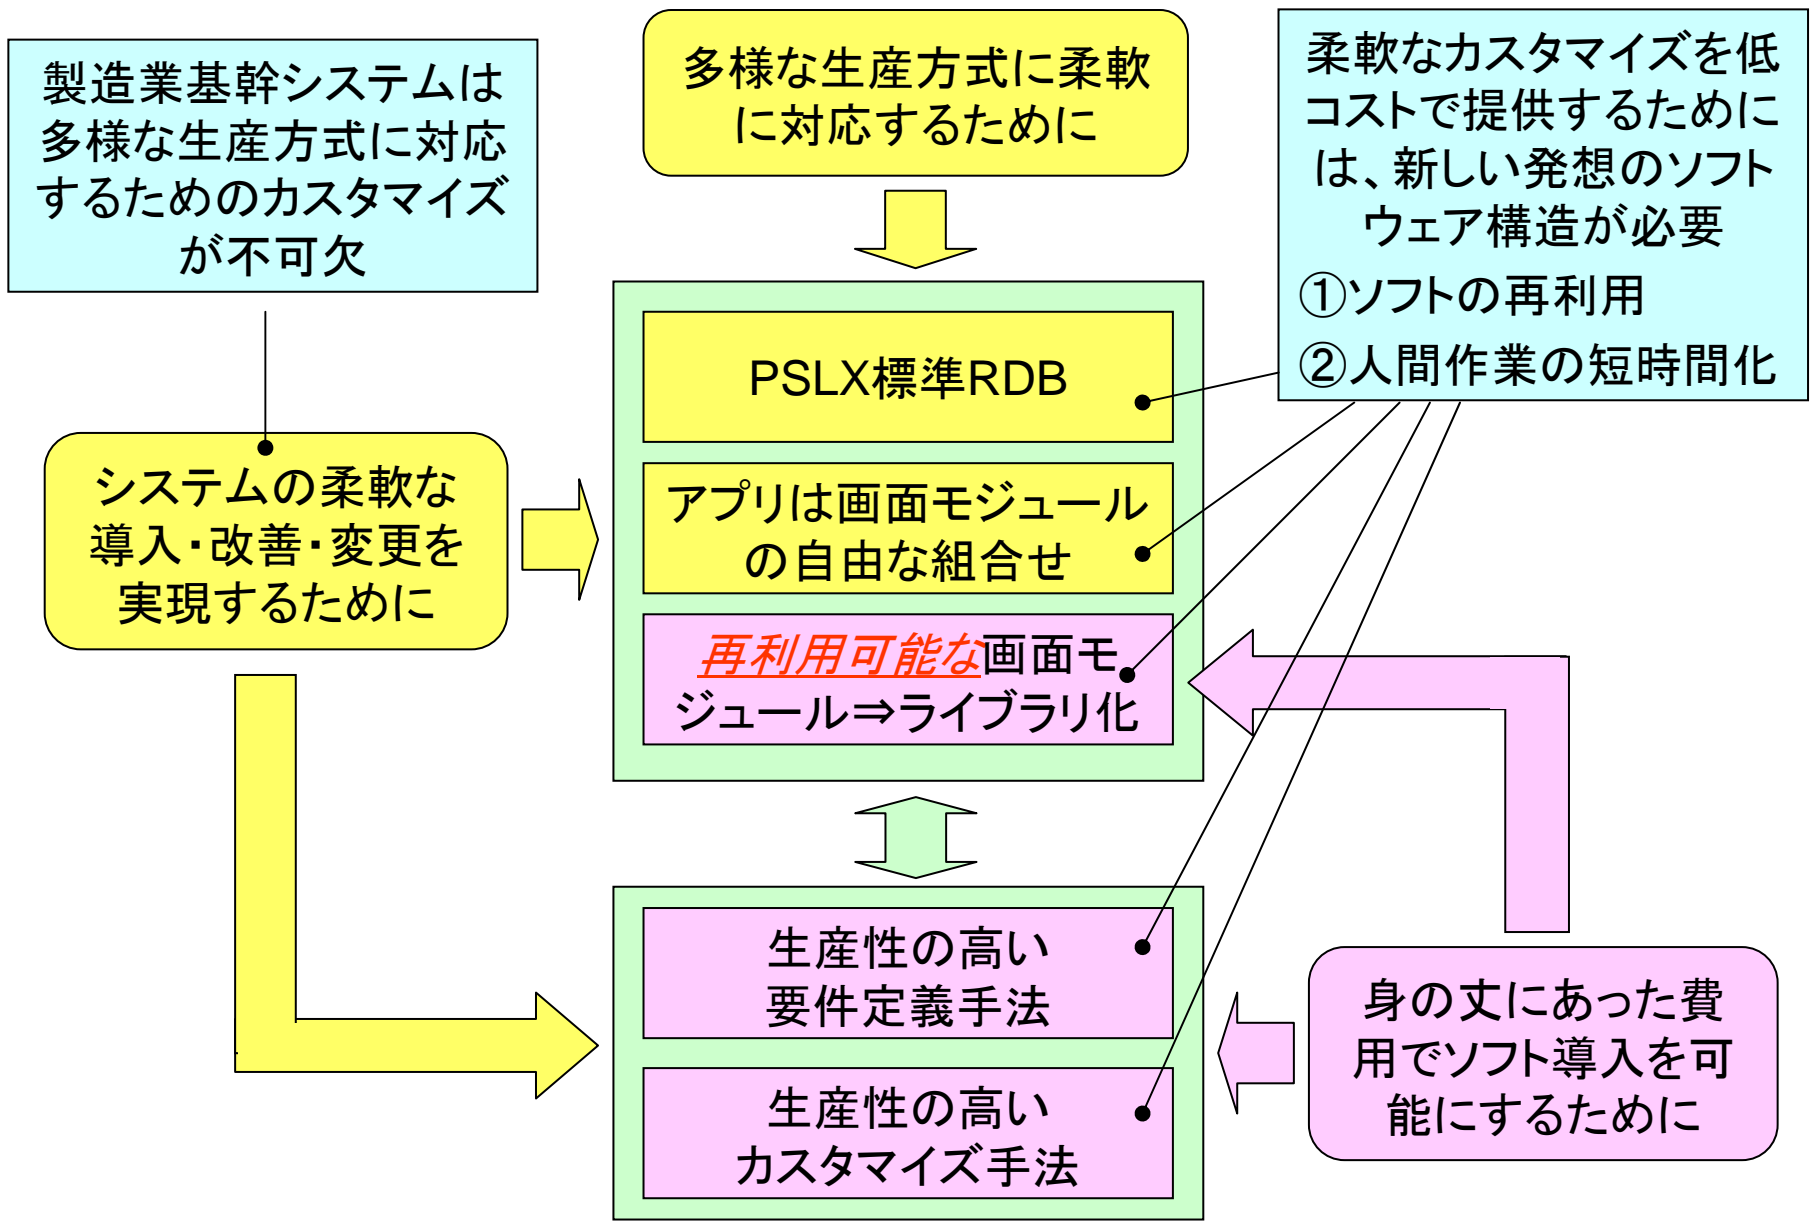 製造業基幹システムは
多様な生産方式に対応
するためのカスタマイズ
が不可欠
多様な生産方式に柔軟
に対応するために
柔軟なカスタマイズを低
コストで提供するために
は、新しい発想のソフト
ウェア構造が必要
①ソフトの再利用
②人間作業の短時間化
PSLX標準RDB
システムの柔軟な
導入・改善・変更を
実現するために
アプリは画面モジュール
の自由な組合せ
再利用可能な画面モ
ジュール⇒ライブラリ化
生産性の高い
要件定義手法
生産性の高い
カスタマイズ手法
身の丈にあった費
用でソフト導入を可
能にするために